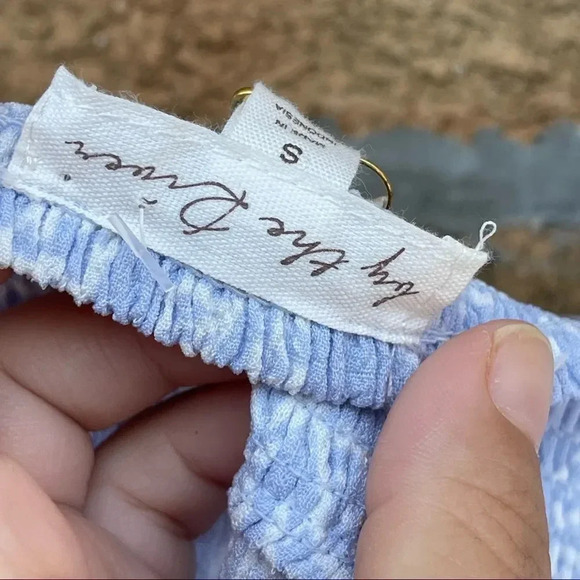 by the River
S
MADE IN
INDONESIA